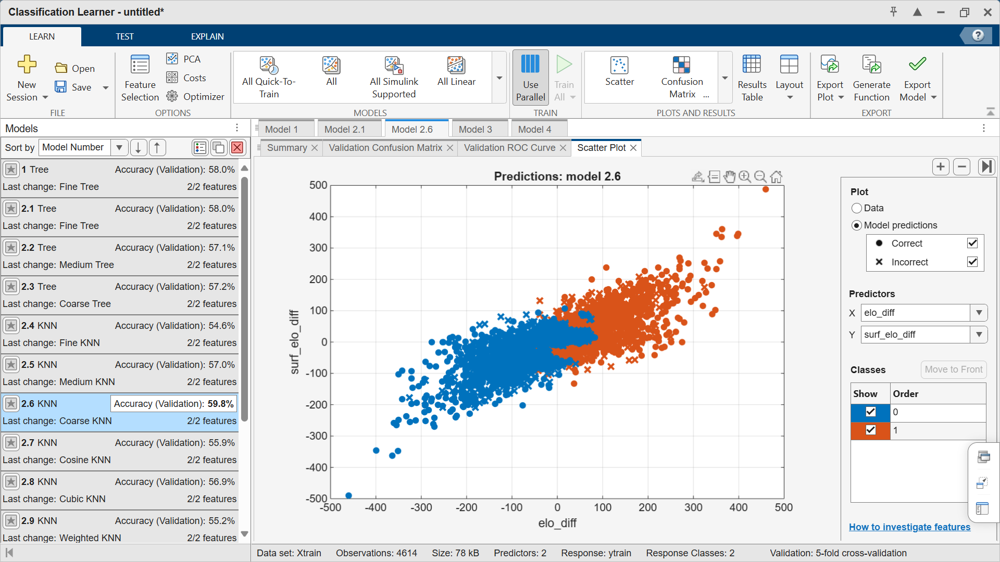 Classification Learner - untitled*
LEARN TEST EXPLAIN
New Session
Open
Save
FILE
Feature Selection
PCA
Costs
Optimizer
OPTIONS
All Quick-To-Train
All
All Simulink Supported
All Linear
MODELS
Use Parallel
Train All
TRAIN
Scatter
Confusion Matrix ...
Results Table
Layout
PLOTS AND RESULTS
Export Plot
Generate Function
Export Model
EXPORT
Models
Sort by Model Number
1 Tree Accuracy (Validation): 58.0%
Last change: Fine Tree 2/2 features
2.1 Tree Accuracy (Validation): 58.0%
Last change: Fine Tree 2/2 features
2.2 Tree Accuracy (Validation): 57.1%
Last change: Medium Tree 2/2 features
2.3 Tree Accuracy (Validation): 57.2%
Last change: Coarse Tree 2/2 features
2.4 KNN Accuracy (Validation): 54.6%
Last change: Fine KNN 2/2 features
2.5 KNN Accuracy (Validation): 57.0%
Last change: Medium KNN 2/2 features
2.6 KNN Accuracy (Validation): 59.8%
Last change: Coarse KNN 2/2 features
2.7 KNN Accuracy (Validation): 55.9%
Last change: Cosine KNN 2/2 features
2.8 KNN Accuracy (Validation): 56.9%
Last change: Cubic KNN 2/2 features
2.9 KNN Accuracy (Validation): 55.2%
Last change: Weighted KNN 2/2 features
Model 1 Model 2.1 Model 2.6 Model 3 Model 4
Summary Validation Confusion Matrix Validation ROC Curve Scatter Plot
Predictions: model 2.6
500
400
300
200
100
0
-100
-200
-300
-400
-500
surf_elo_diff
-500 -400 -300 -200 -100 0 100 200 300 400 500
elo_diff
Plot
Data
Model predictions
Correct
Incorrect
Predictors
X elo_diff
Y surf_elo_diff
Classes Move to Front
Show Order
0
1
How to investigate features
Data set: Xtrain Observations: 4614 Size: 78 kB Predictors: 2 Response: ytrain Response Classes: 2 Validation: 5-fold cross-validation